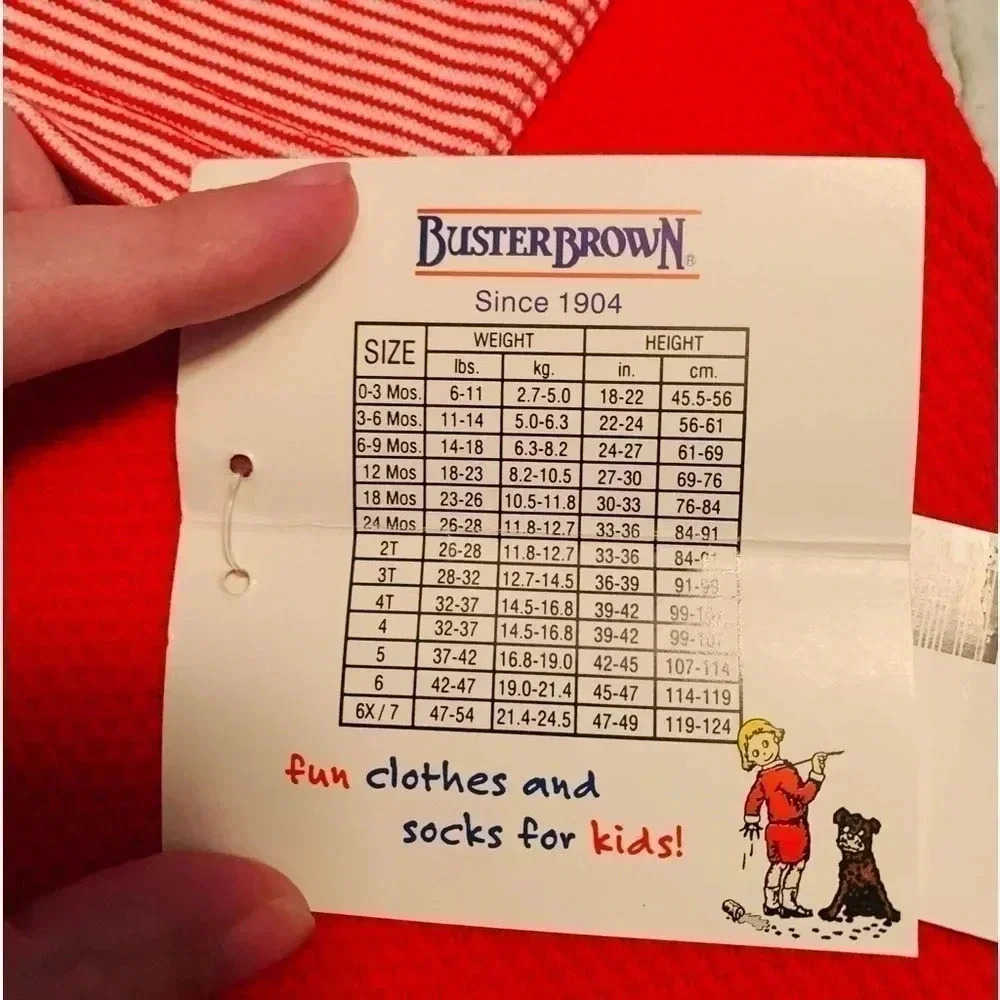 BUSTER BROWN®
Since 1904
SIZE WEIGHT HEIGHT
lbs. kg. in. cm.
0-3 Mos. 6-11 2.7-5.0 18-22 45.5-56
3-6 Mos. 11-14 5.0-6.3 22-24 56-61
6-9 Mos. 14-18 6.3-8.2 24-27 61-69
12 Mos 18-23 8.2-10.5 27-30 69-76
18 Mos 23-26 10.5-11.8 30-33 76-84
24 Mos 26-28 11.8-12.7 33-36 84-91
2T 26-28 11.8-12.7 33-36
3T 28-32 12.7-14.5 36-39
4T 32-37 14.5-16.8 39-42
4 32-37 14.5-16.8 39-42
5 37-42 16.8-19.0 42-45 107-114
6 42-47 19.0-21.4 45-47 114-119
6X/7 47-54 21.4-24.5 47-49 119-124
fun clothes and
socks for kids!